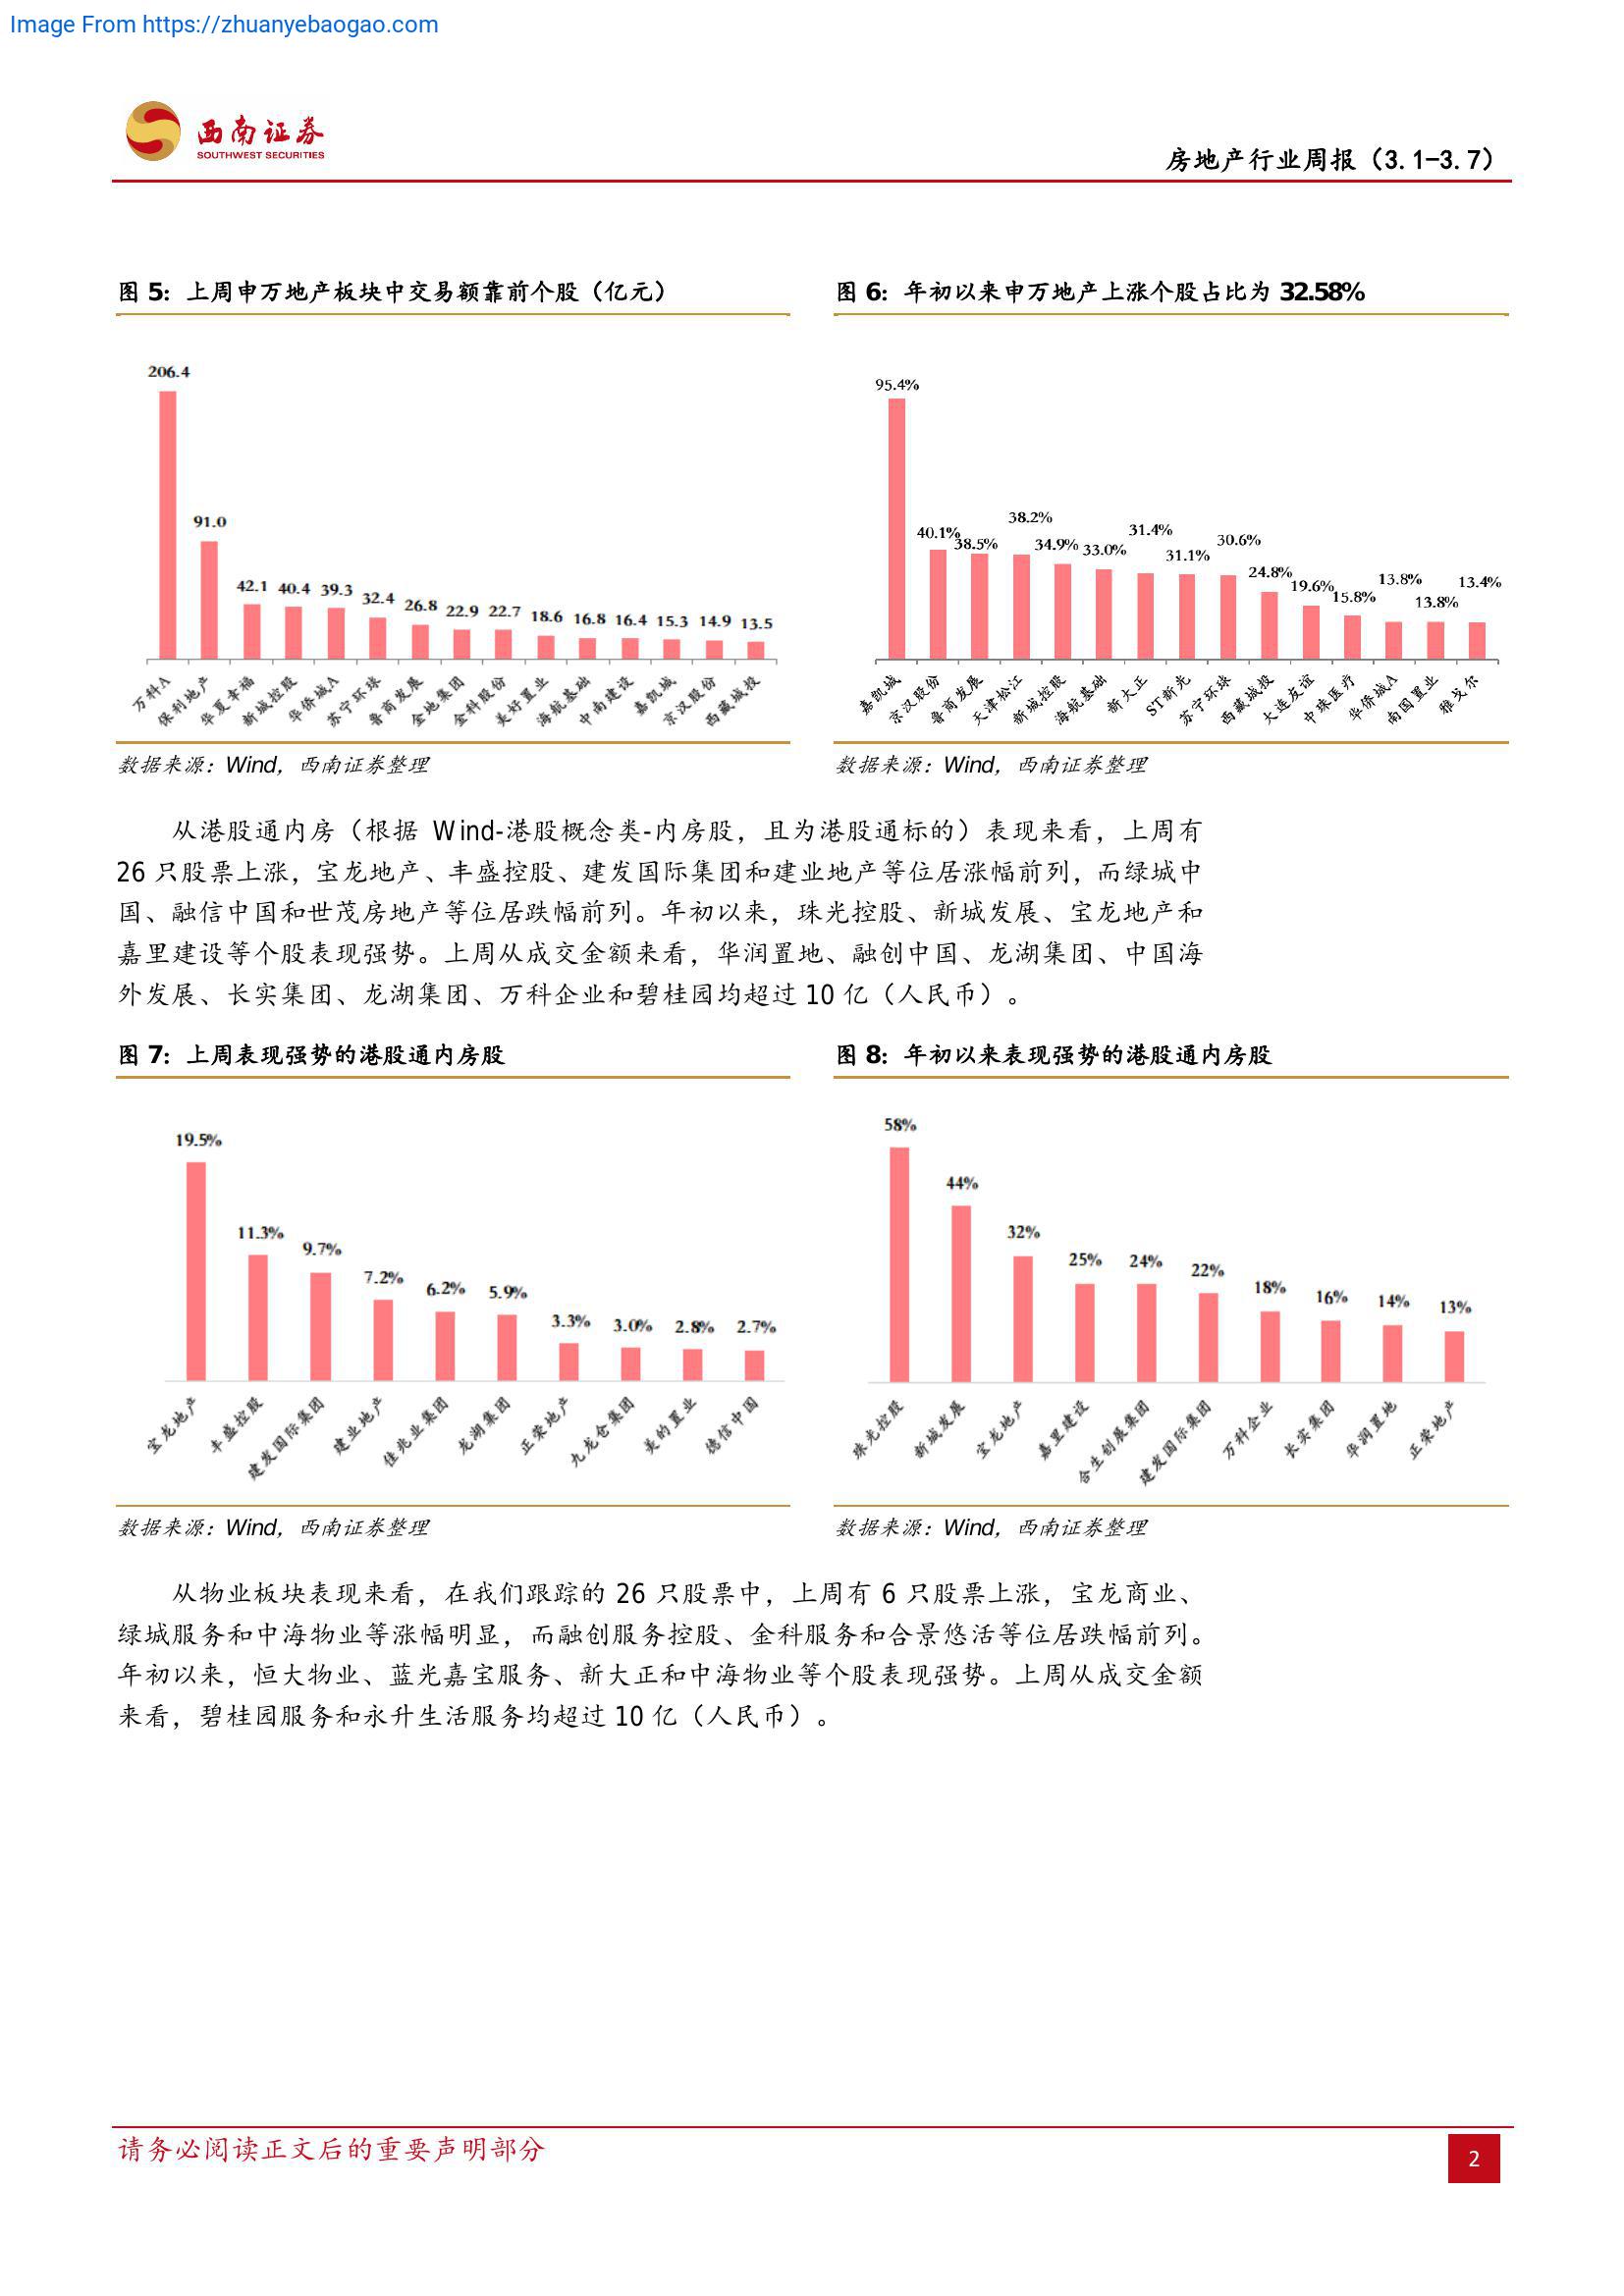 Image From https://zhuanyebaogao.com
西南证券
SOUTHWEST SECURITIES
房地产行业周报（3.1-3.7）
图 5：上周申万地产板块中交易额靠前个股（亿元）
206.4
91.0
42.1 40.4 39.3 32.4 26.8 22.9 22.7 18.6 16.8 16.4 15.3 14.9 13.5
万科A 保利地产 华夏幸福 新城控股 华侨城A 苏宁环球 鲁商发展 金地集团 金科股份 美好置业 海航基础 中南建设 嘉凯城 京汉股份 西藏城投
数据来源：Wind，西南证券整理
图 6：年初以来申万地产上涨个股占比为 32.58%
95.4%
40.1% 38.5% 38.2% 34.9% 33.0% 31.4% 31.1% 30.6% 24.8% 19.6% 15.8% 13.8% 13.8% 13.4%
嘉凯城 京汉股份 鲁商发展 天津松江 新城控股 海航基础 新大正 ST新光 苏宁环球 西藏城投 大连友谊 中珠医疗 华侨城A 南国置业 雅戈尔
数据来源：Wind，西南证券整理
从港股通内房（根据 Wind-港股概念类-内房股，且为港股通标的）表现来看，上周有
26 只股票上涨，宝龙地产、丰盛控股、建发国际集团和建业地产等位居涨幅前列，而绿城中
国、融信中国和世茂房地产等位居跌幅前列。年初以来，珠光控股、新城发展、宝龙地产和
嘉里建设等个股表现强势。上周从成交金额来看，华润置地、融创中国、龙湖集团、中国海
外发展、长实集团、龙湖集团、万科企业和碧桂园均超过 10 亿（人民币）。
图 7：上周表现强势的港股通内房股
19.5%
11.3% 9.7% 7.2% 6.2% 5.9% 3.3% 3.0% 2.8% 2.7%
宝龙地产 丰盛控股 建发国际集团 建业地产 佳兆业集团 龙湖集团 正荣地产 九龙仓集团 美的置业 德信中国
数据来源：Wind，西南证券整理
图 8：年初以来表现强势的港股通内房股
58%
44% 32% 25% 24% 22% 18% 16% 14% 13%
珠光控股 新城发展 宝龙地产 嘉里建设 合生创展集团 建发国际集团 万科企业 长实集团 华润置地 正荣地产
数据来源：Wind，西南证券整理
从物业板块表现来看，在我们跟踪的 26 只股票中，上周有 6 只股票上涨，宝龙商业、
绿城服务和中海物业等涨幅明显，而融创服务控股、金科服务和合景悠活等位居跌幅前列。
年初以来，恒大物业、蓝光嘉宝服务、新大正和中海物业等个股表现强势。上周从成交金额
来看，碧桂园服务和永升生活服务均超过 10 亿（人民币）。
请务必阅读正文后的重要声明部分
2